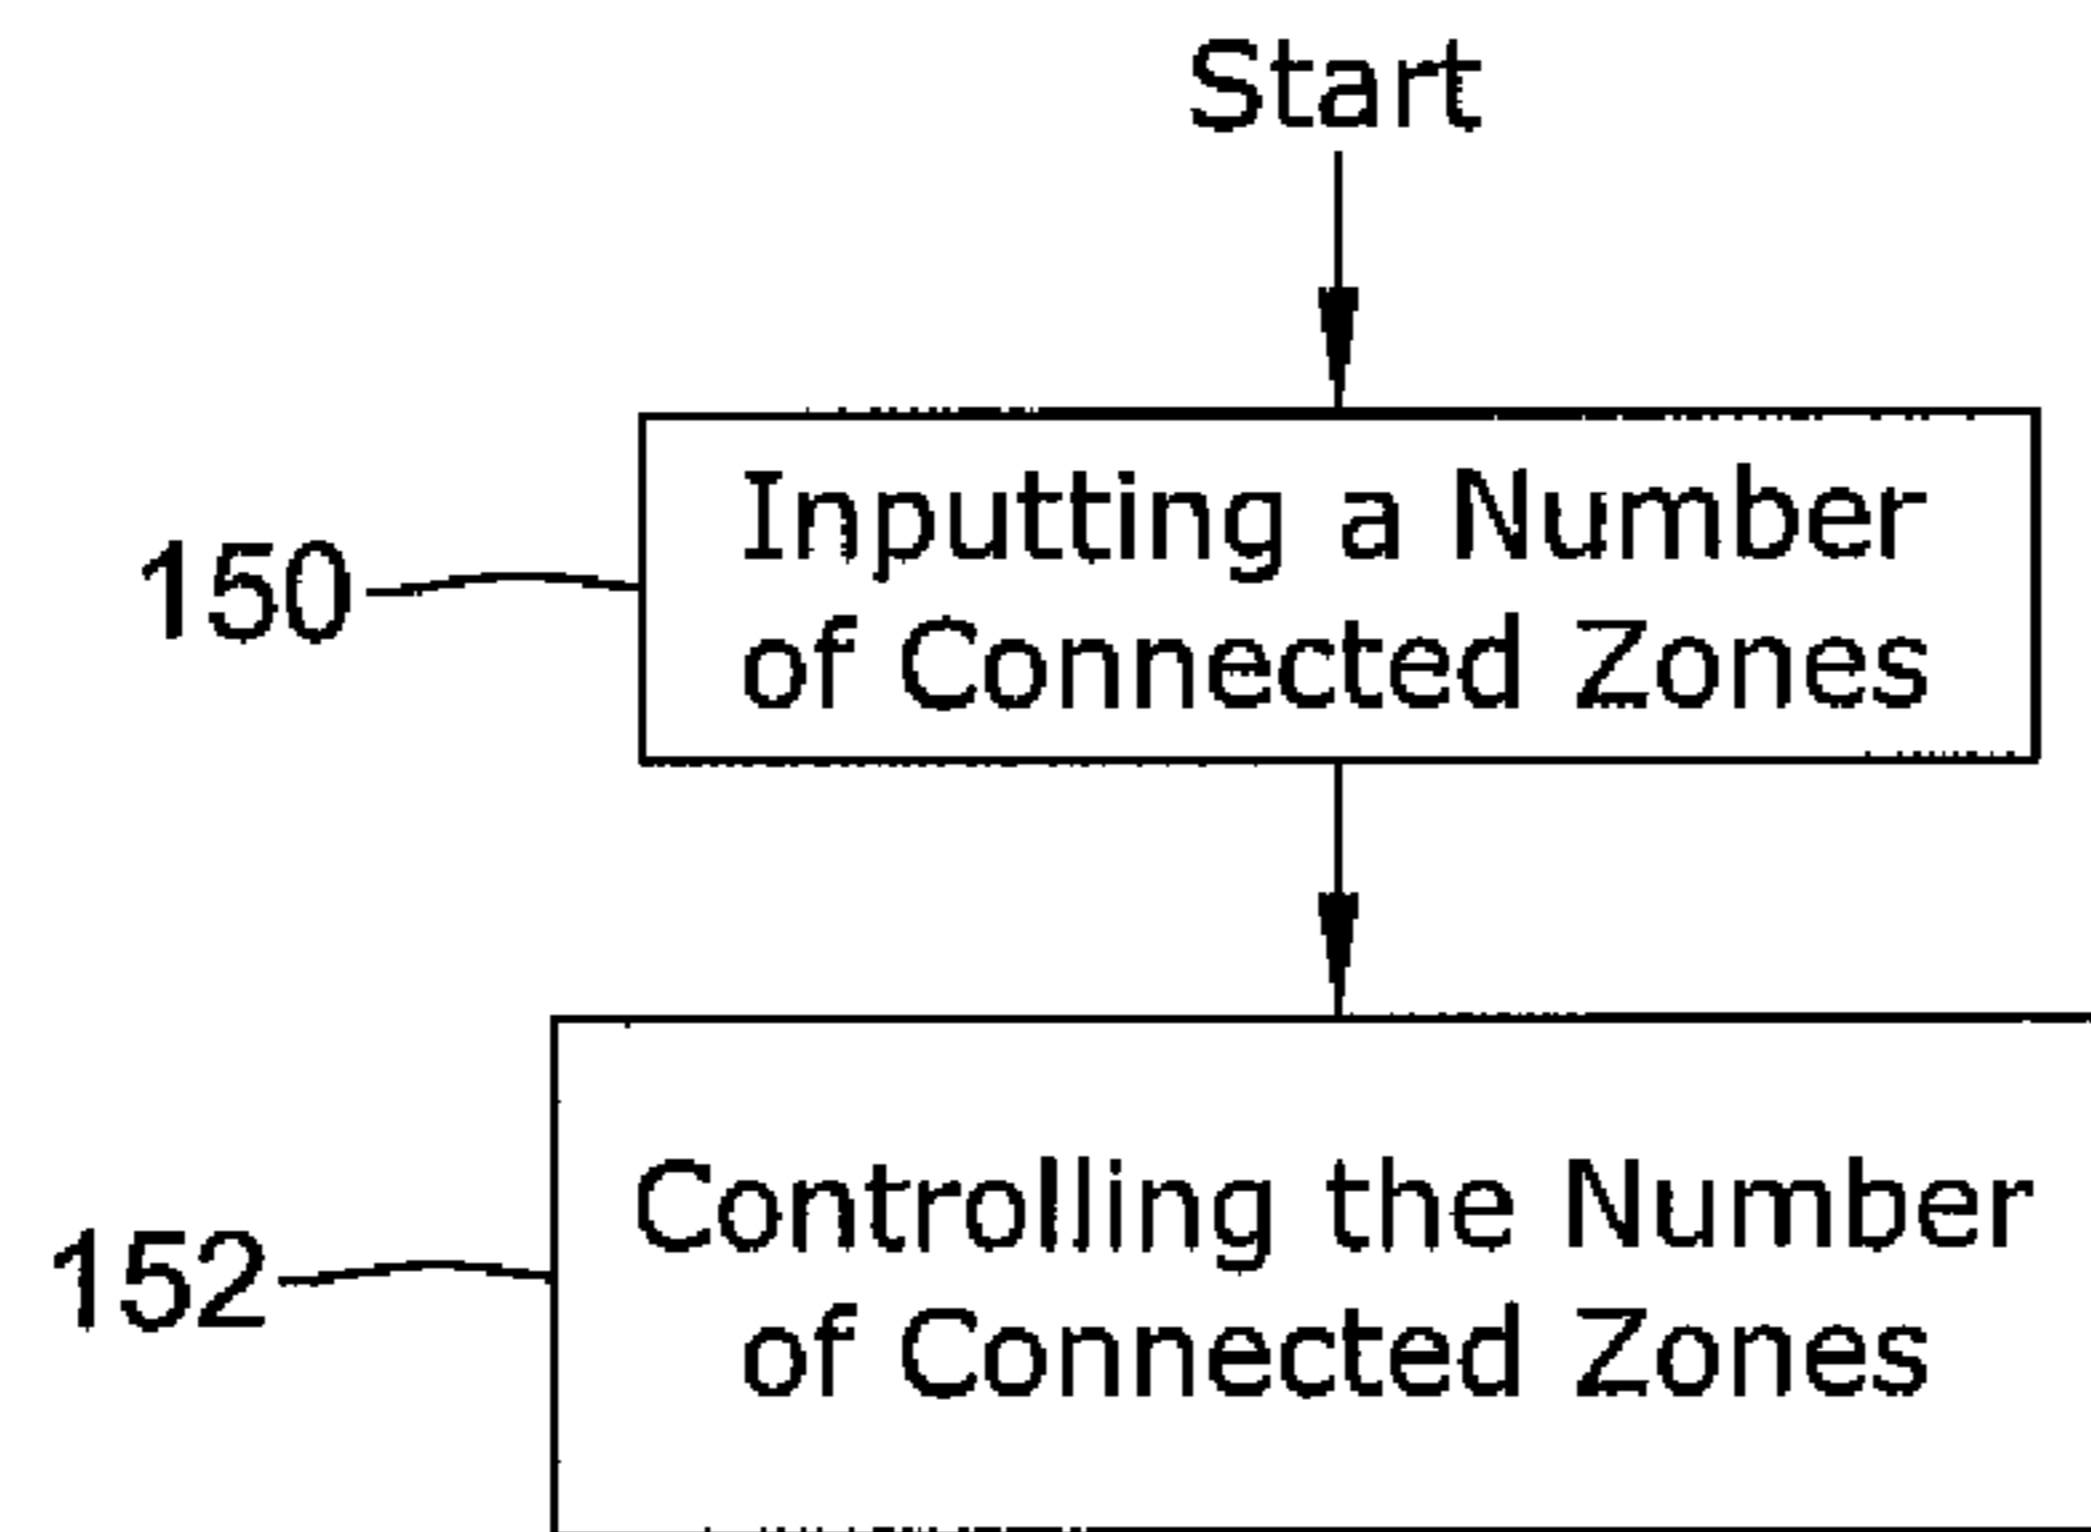 Start
150
Inputting a Number
of Connected Zones
152
Controlling the Number
of Connected Zones